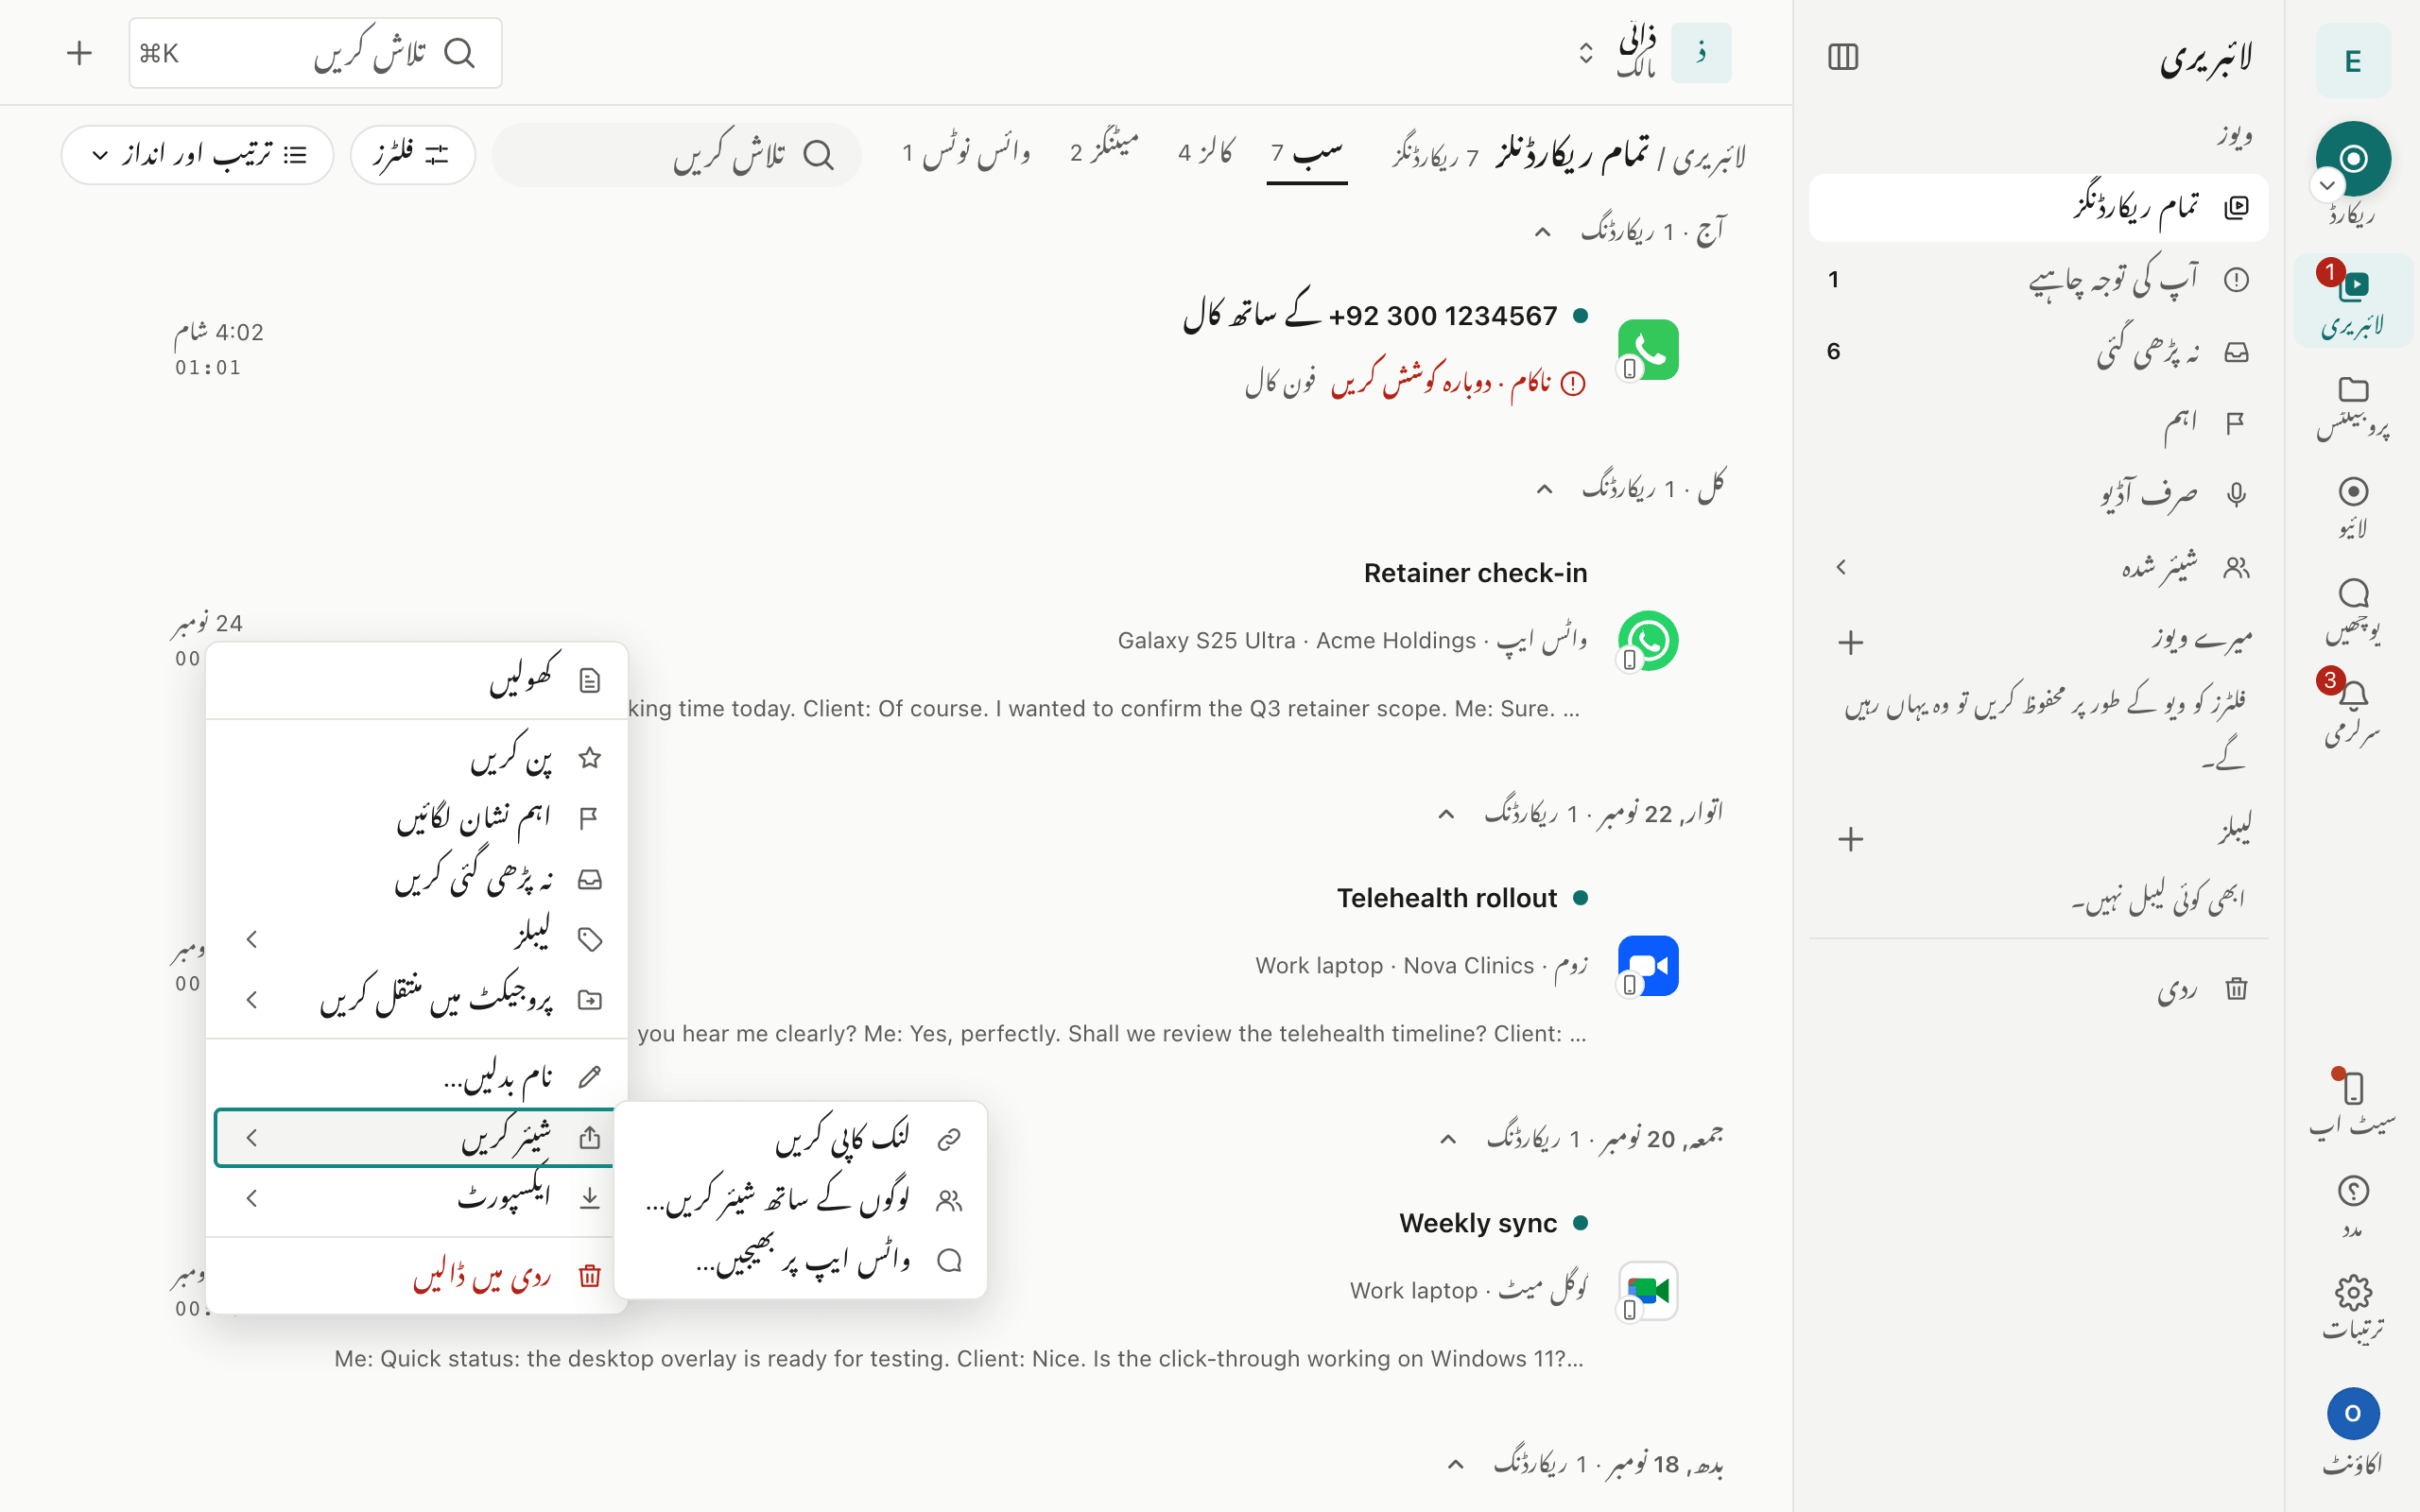 E
ریکارڈ
1
لائبریری
پروجیکٹس
لائیو
پوچھیں
3
سرگرمی
سیٹ اپ
مدد
ترتیبات
O
اکاؤنٹ
لائبریری
ویوز
تمام ریکارڈنگز
آپ کی توجہ چاہیے 1
نہ پڑھی گئی 6
اہم
صرف آڈیو
شیئر شدہ
میرے ویوز
فلٹرز کو ویو کے طور پر محفوظ کریں تو وہ یہاں رہیں
گے۔
لیبلز
ابھی کوئی لیبل نہیں۔
ردی
ذ
ذاتی
مالک
تلاش کریں ⌘K
لائبریری / تمام ریکارڈنگز 7 ریکارڈنگز
سب 7 کالز 4 میٹنگز 2 وائس نوٹس 1
تلاش کریں
فلٹرز
ترتیب اور انداز
آج · 1 ریکارڈنگ
+92 300 1234567 کے ساتھ کال
ناکام · دوبارہ کوشش کریں فون کال
4:02 شام
01:01
کل · 1 ریکارڈنگ
Retainer check-in
واٹس ایپ · Galaxy S25 Ultra · Acme Holdings
king time today. Client: Of course. I wanted to confirm the Q3 retainer scope. Me: Sure. ...
24 نومبر
00
اتوار, 22 نومبر · 1 ریکارڈنگ
Telehealth rollout
زوم · Work laptop · Nova Clinics
you hear me clearly? Me: Yes, perfectly. Shall we review the telehealth timeline? Client: ...
00
جمعہ, 20 نومبر · 1 ریکارڈنگ
Weekly sync
گوگل میٹ · Work laptop
Me: Quick status: the desktop overlay is ready for testing. Client: Nice. Is the click-through working on Windows 11?...
00:
بدھ, 18 نومبر · 1 ریکارڈنگ
کھولیں
پن کریں
اہم نشان لگائیں
نہ پڑھی گئی کریں
لیبلز
پروجیکٹ میں منتقل کریں
نام بدلیں...
شیئر کریں
ایکسپورٹ
ردی میں ڈالیں
لنک کاپی کریں
لوگوں کے ساتھ شیئر کریں...
واٹس ایپ پر بھیجیں...